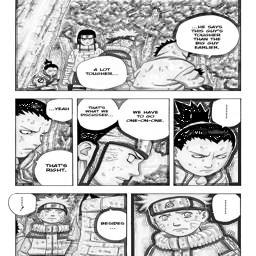 ...HE SAYS
THIS GUY'S
TOUGHER
THAN THE
BIG GUY
EARLIER.
A LOT
TOUGHER...
........
WE HAVE
TO GO
ONE-ON-ONE.
THAT'S
WHAT WE
DISCUSSED...
...YEAH
THAT'S
RIGHT.
........
BESIDES
...